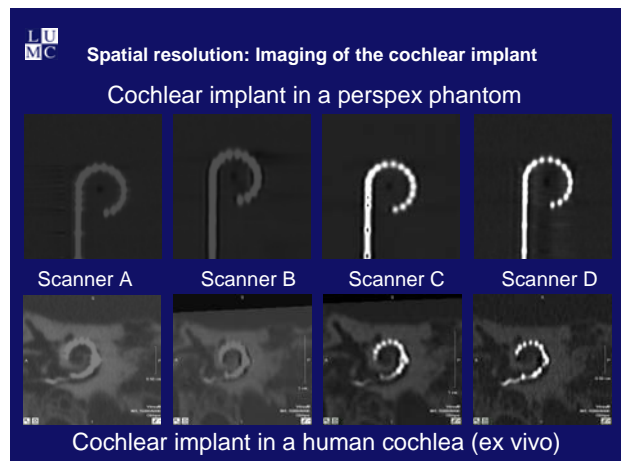 L U
M C
Spatial resolution: Imaging of the cochlear implant
Cochlear implant in a perspex phantom
Scanner A
Scanner B
Scanner C
Scanner D
Cochlear implant in a human cochlea (ex vivo)